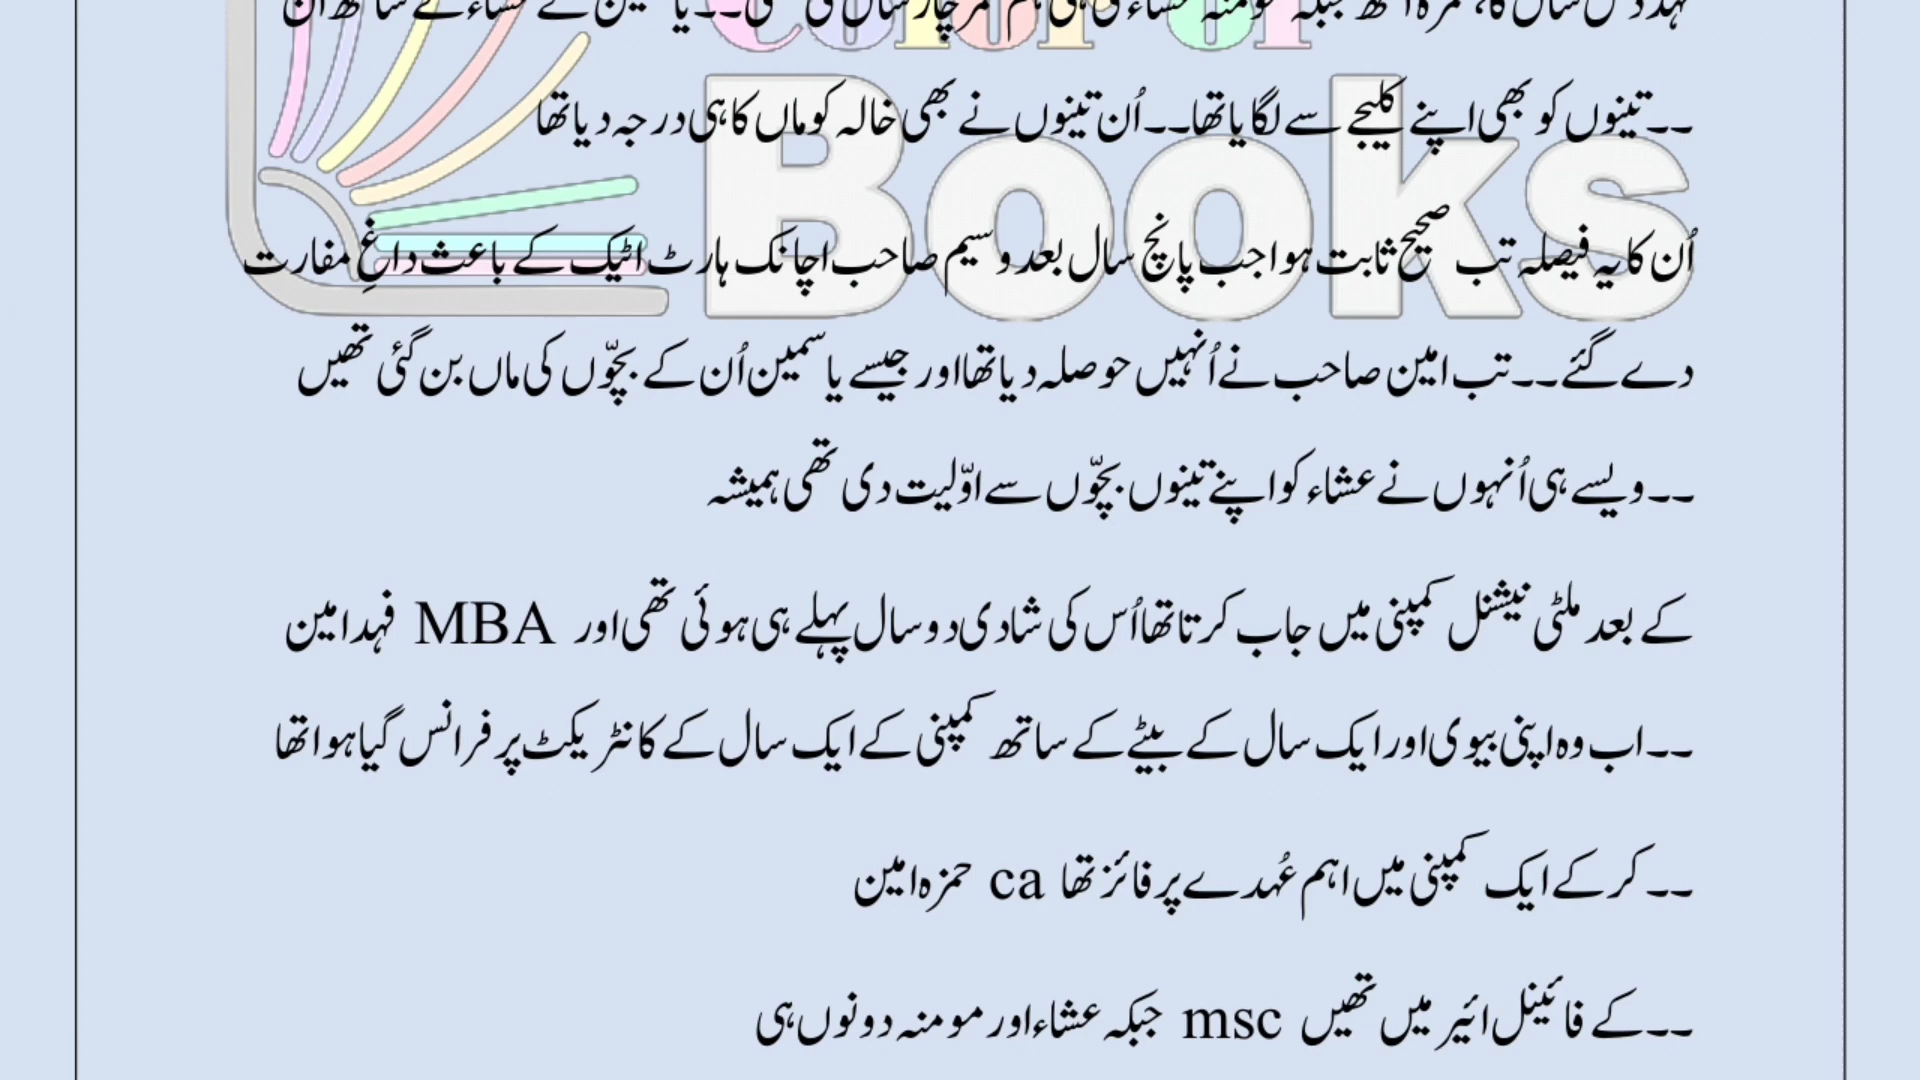 Color of
Books
۔۔تینوں کو بھی اپنے کلیجے سے لگایا تھا۔۔اُن تینوں نے بھی خالہ کو ماں کا ہی درجہ دیا تھا
اُن کا یہ فیصلہ تب صحیح ثابت ہوا جب پانچ سال بعد وسیم صاحب اچانک ہارٹ اٹیک کے باعث داغِ مفارت
دے گئے۔۔تب امین صاحب نے اُنہیں حوصلہ دیا تھا اور جیسے یاسمین اُن کے بچّوں کی ماں بن گئی تھیں
۔۔ویسے ہی اُنہوں نے عشاء کو اپنے تینوں بچّوں سے اوّلیت دی تھی ہمیشہ
کے بعد ملٹی نیشنل کمپنی میں جاب کرتا تھا اُس کی شادی دو سال پہلے ہی ہوئی تھی اور MBA فہد امین
۔۔اب وہ اپنی بیوی اور ایک سال کے بیٹے کے ساتھ کمپنی کے ایک سال کے کانٹریکٹ پر فرانس گیا ہوا تھا
۔۔کر کے ایک کمپنی میں اہم عُہدے پر فائز تھا ca حمزہ امین
۔۔کے فائینل ائیر میں تھیں msc جبکہ عشاء اور مومنہ دونوں ہی